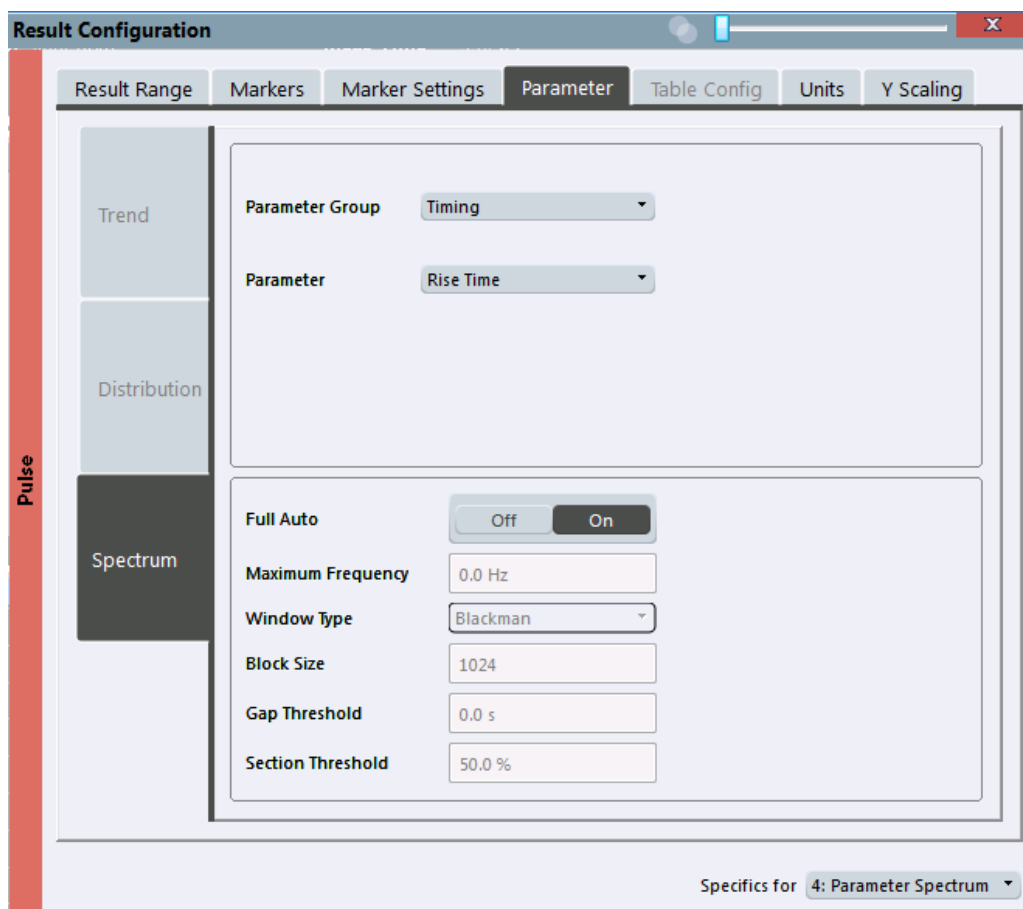 Result Configuration
X
Result Range Markers Marker Settings Parameter Table Config Units Y Scaling
Pulse
Trend
Distribution
Spectrum
Parameter Group Timing
Parameter Rise Time
Full Auto Off On
Maximum Frequency 0.0 Hz
Window Type Blackman
Block Size 1024
Gap Threshold 0.0 s
Section Threshold 50.0 %
Specifics for 4: Parameter Spectrum